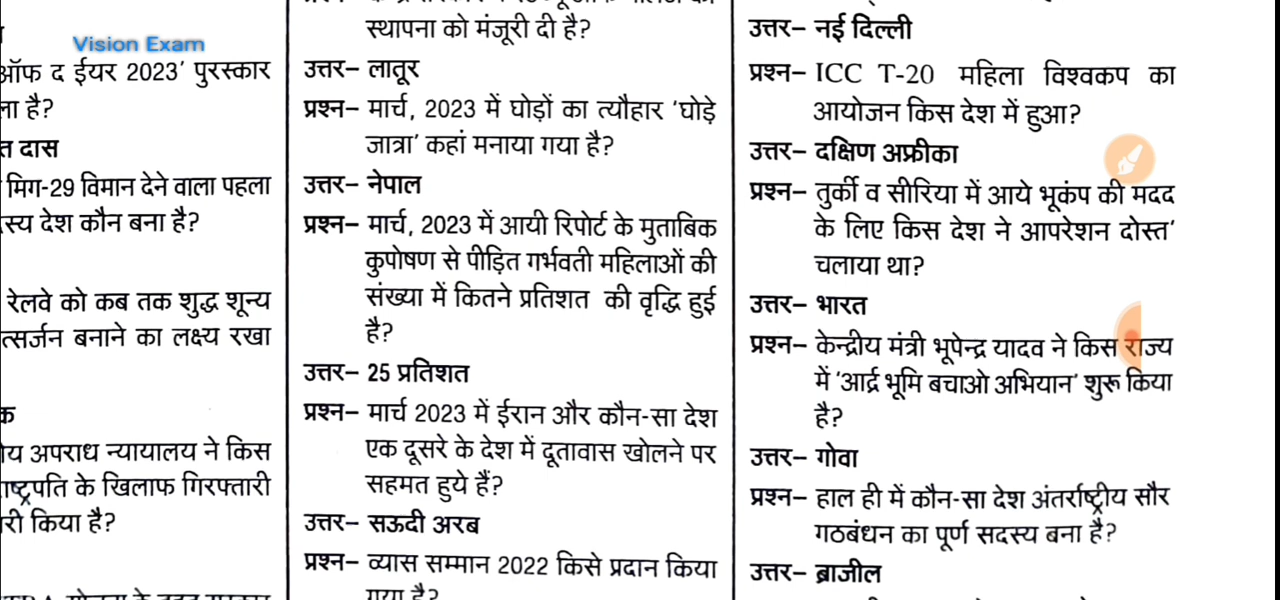 Vision Exam
ऑफ द ईयर 2023' पुरस्कार
ला है?
त दास
मिग-29 विमान देने वाला पहला
स्य देश कौन बना है?
रेलवे को कब तक शुद्ध शून्य
त्सर्जन बनाने का लक्ष्य रखा
क
ीय अपराध न्यायालय ने किस
ाष्ट्रपति के खिलाफ गिरफ्तारी
री किया है?
स्थापना को मंजूरी दी है?
उत्तर– लातूर
प्रश्न– मार्च, 2023 में घोड़ों का त्यौहार 'घोड़े
जात्रा' कहां मनाया गया है?
उत्तर– नेपाल
प्रश्न– मार्च, 2023 में आयी रिपोर्ट के मुताबिक
कुपोषण से पीड़ित गर्भवती महिलाओं की
संख्या में कितने प्रतिशत की वृद्धि हुई
है?
उत्तर– 25 प्रतिशत
प्रश्न– मार्च 2023 में ईरान और कौन-सा देश
एक दूसरे के देश में दूतावास खोलने पर
सहमत हुये हैं?
उत्तर– सऊदी अरब
प्रश्न– व्यास सम्मान 2022 किसे प्रदान किया
गया है?
उत्तर– नई दिल्ली
प्रश्न– ICC T-20 महिला विश्वकप का
आयोजन किस देश में हुआ?
उत्तर– दक्षिण अफ्रीका
प्रश्न– तुर्की व सीरिया में आये भूकंप की मदद
के लिए किस देश ने आपरेशन दोस्त'
चलाया था?
उत्तर– भारत
प्रश्न– केन्द्रीय मंत्री भूपेन्द्र यादव ने किस राज्य
में 'आर्द्र भूमि बचाओ अभियान' शुरू किया
है?
उत्तर– गोवा
प्रश्न– हाल ही में कौन-सा देश अंतर्राष्ट्रीय सौर
गठबंधन का पूर्ण सदस्य बना है?
उत्तर– ब्राजील